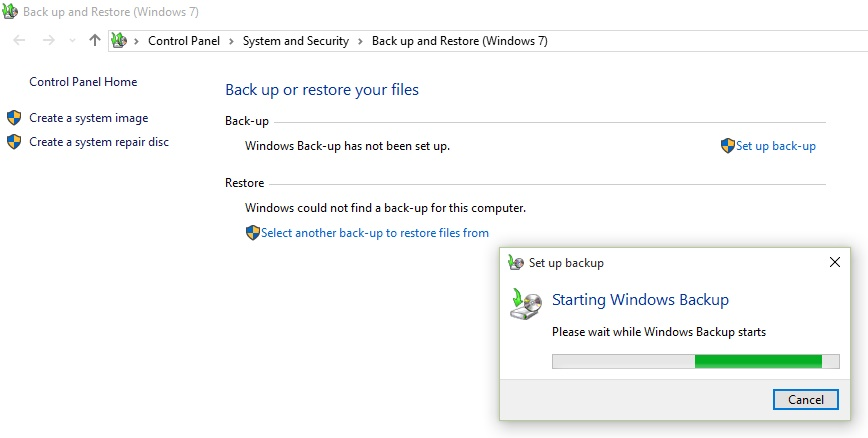 Back up and Restore (Windows 7)
Control Panel > System and Security > Back up and Restore (Windows 7)
Control Panel Home
Create a system image
Create a system repair disc
Back up or restore your files
Back-up
Windows Back-up has not been set up.
Set up back-up
Restore
Windows could not find a back-up for this computer.
Select another back-up to restore files from
Set up backup
Starting Windows Backup
Please wait while Windows Backup starts
Cancel